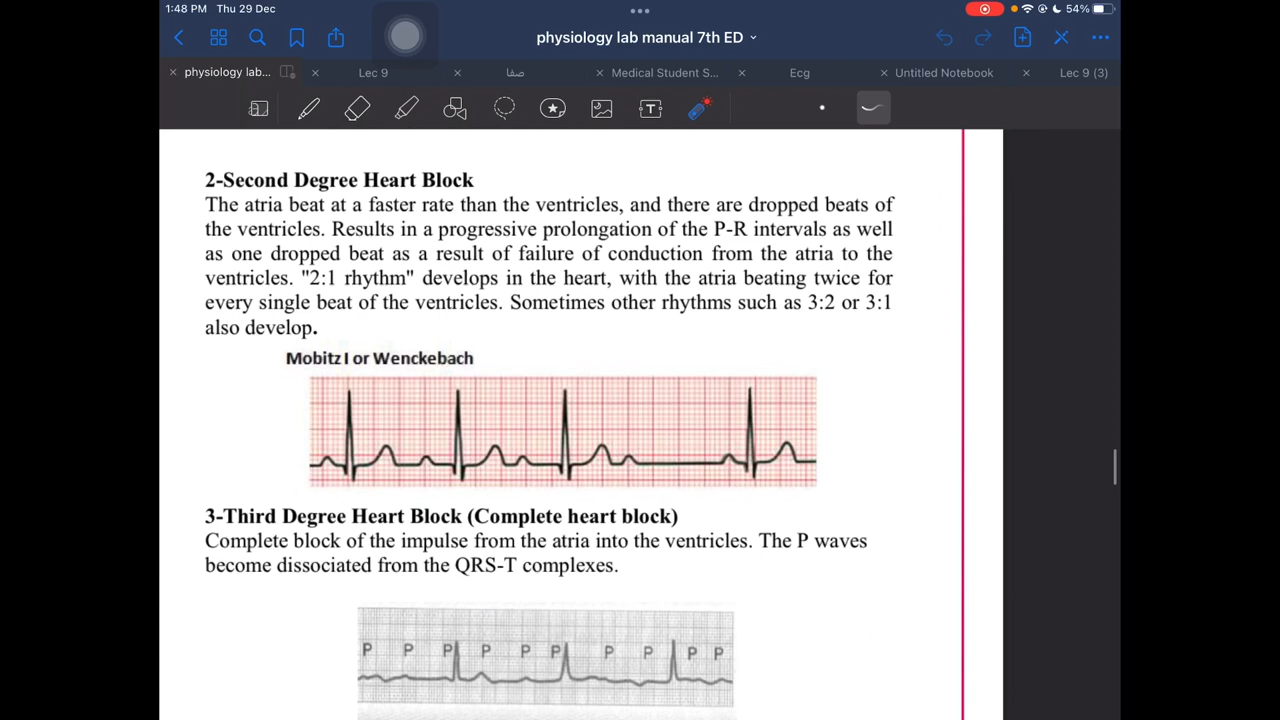 1:48 PM Thu 29 Dec
54%
physiology lab manual 7th ED
physiology lab...
Lec 9
صفا
Medical Student S...
Ecg
Untitled Notebook
Lec 9 (3)
2-Second Degree Heart Block
The atria beat at a faster rate than the ventricles, and there are dropped beats of
the ventricles. Results in a progressive prolongation of the P-R intervals as well
as one dropped beat as a result of failure of conduction from the atria to the
ventricles. "2:1 rhythm" develops in the heart, with the atria beating twice for
every single beat of the ventricles. Sometimes other rhythms such as 3:2 or 3:1
also develop.
Mobitz I or Wenckebach
3-Third Degree Heart Block (Complete heart block)
Complete block of the impulse from the atria into the ventricles. The P waves
become dissociated from the QRS-T complexes.
P P P P P P P P P P